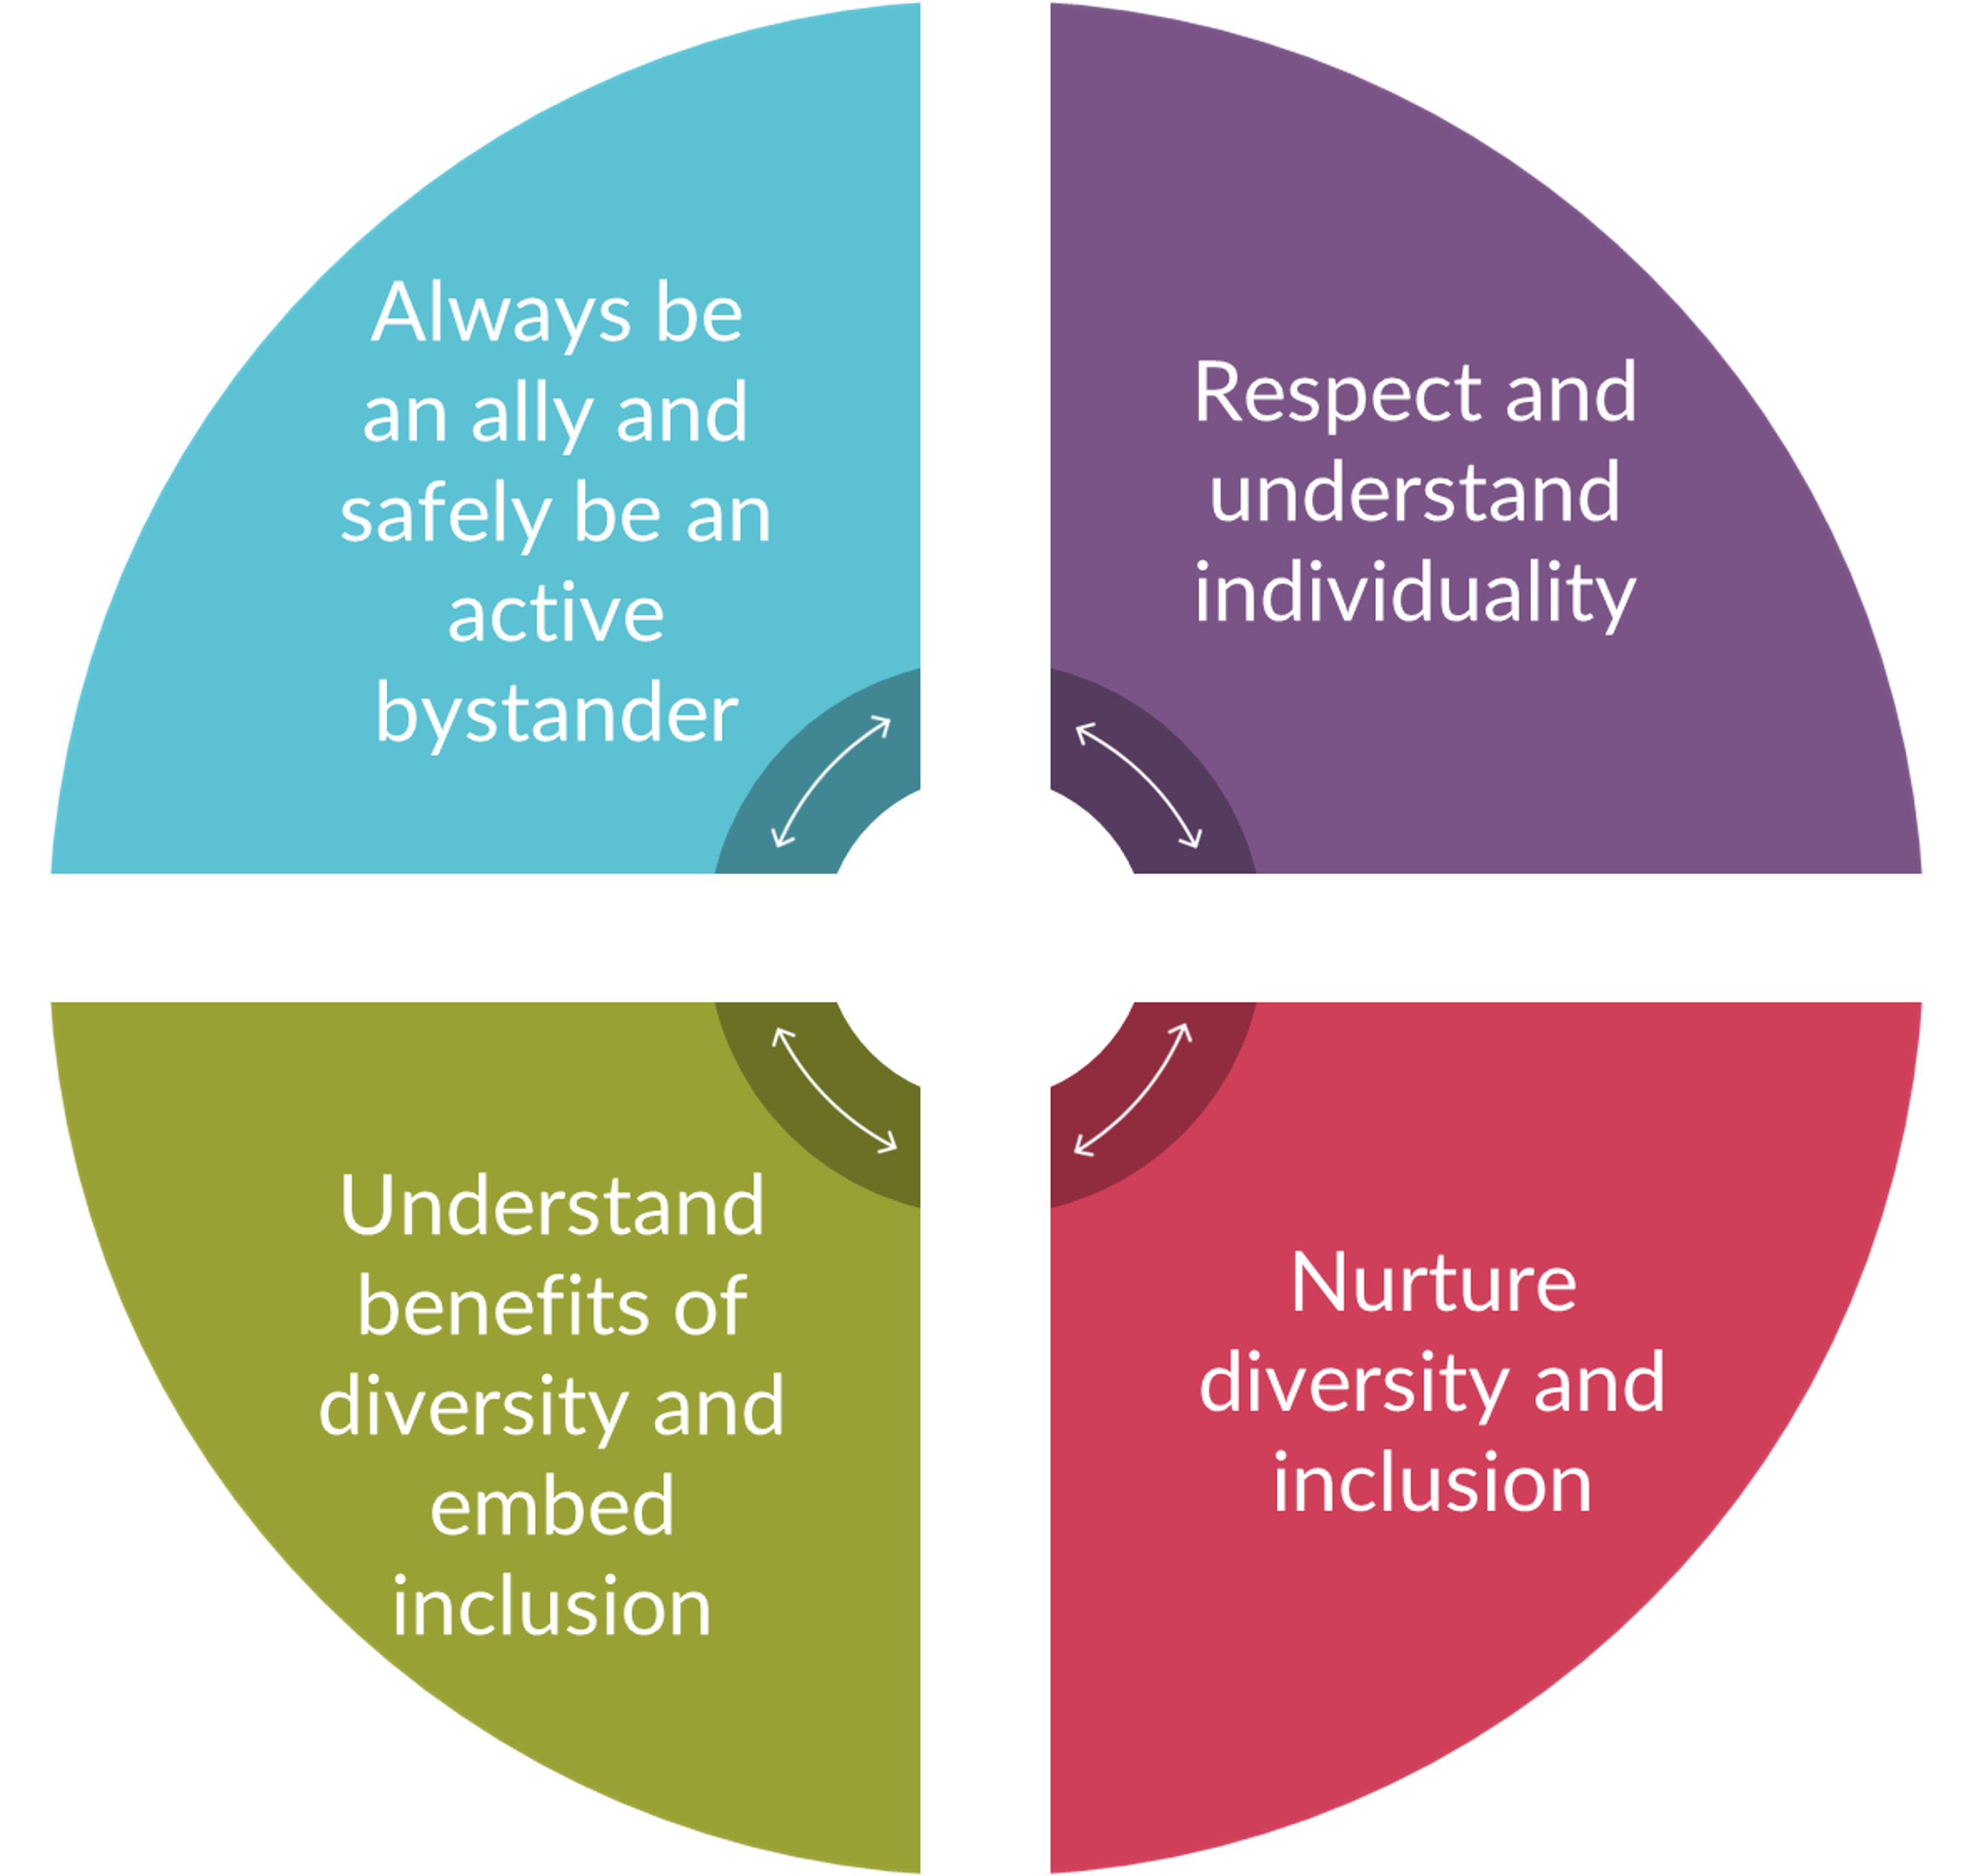 Always be
an ally and
safely be an
active
bystander
Respect and
understand
individuality
Understand
benefits of
diversity and
embed
inclusion
Nurture
diversity and
inclusion